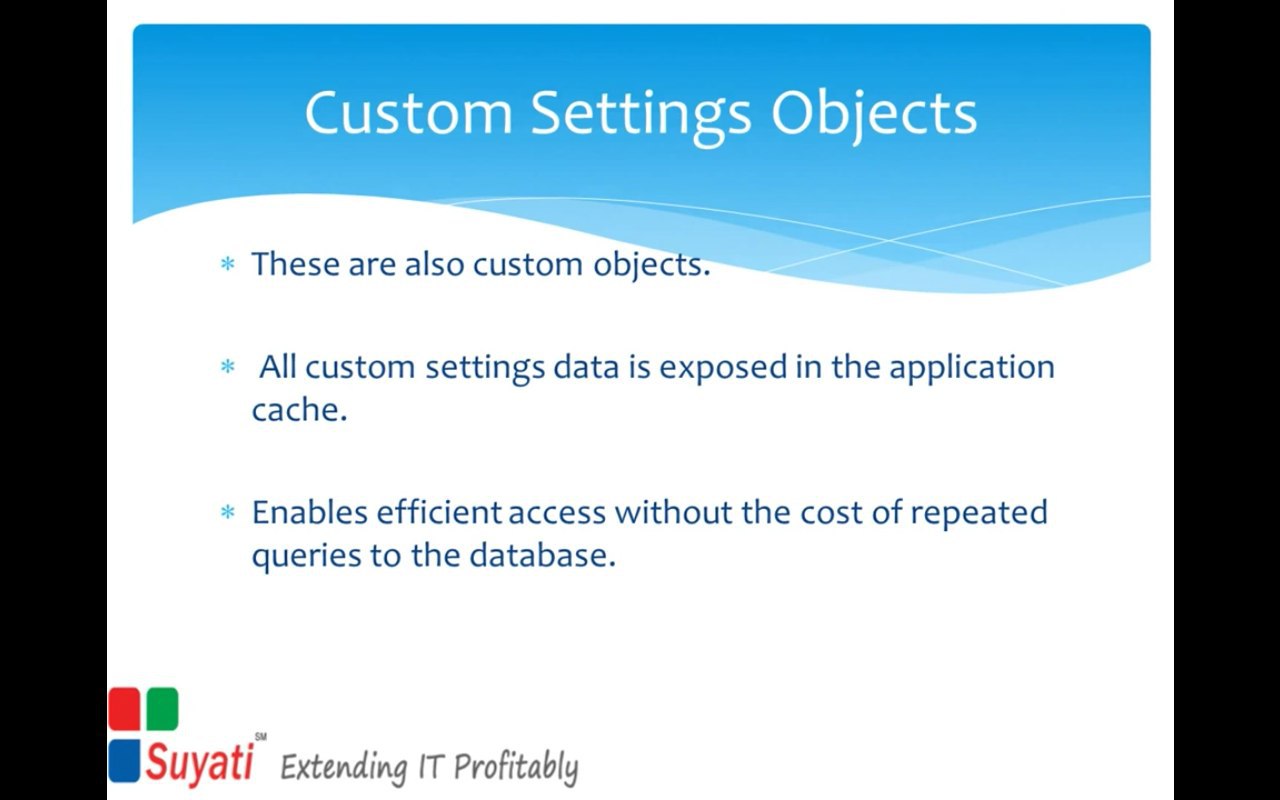 Custom Settings Objects
* These are also custom objects.
* All custom settings data is exposed in the application
cache.
* Enables efficient access without the cost of repeated
queries to the database.
Suyati SM Extending IT Profitably